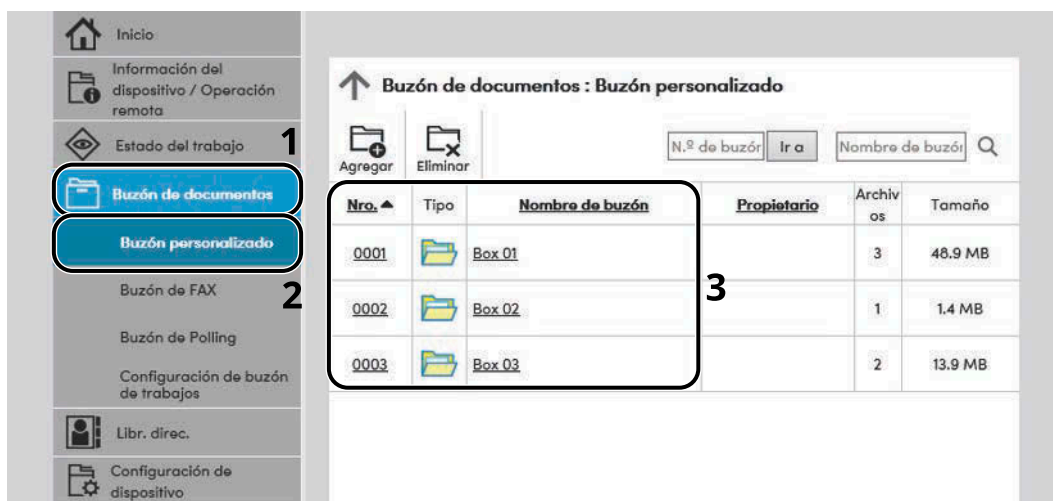 Inicio
Información del
dispositivo / Operación
remota
Estado del trabajo
1
Buzón de documentos
Buzón personalizado
2
Buzón de FAX
Buzón de Polling
Configuración de buzón
de trabajos
Libr. direc.
Configuración de
dispositivo
Buzón de documentos : Buzón personalizado
Agregar Eliminar N.º de buzór Ir a Nombre de buzór
Nro. Tipo Nombre de buzón Propietario Archiv
os Tamaño
0001 Box 01 3 48.9 MB
3
0002 Box 02 1 1.4 MB
0003 Box 03 2 13.9 MB